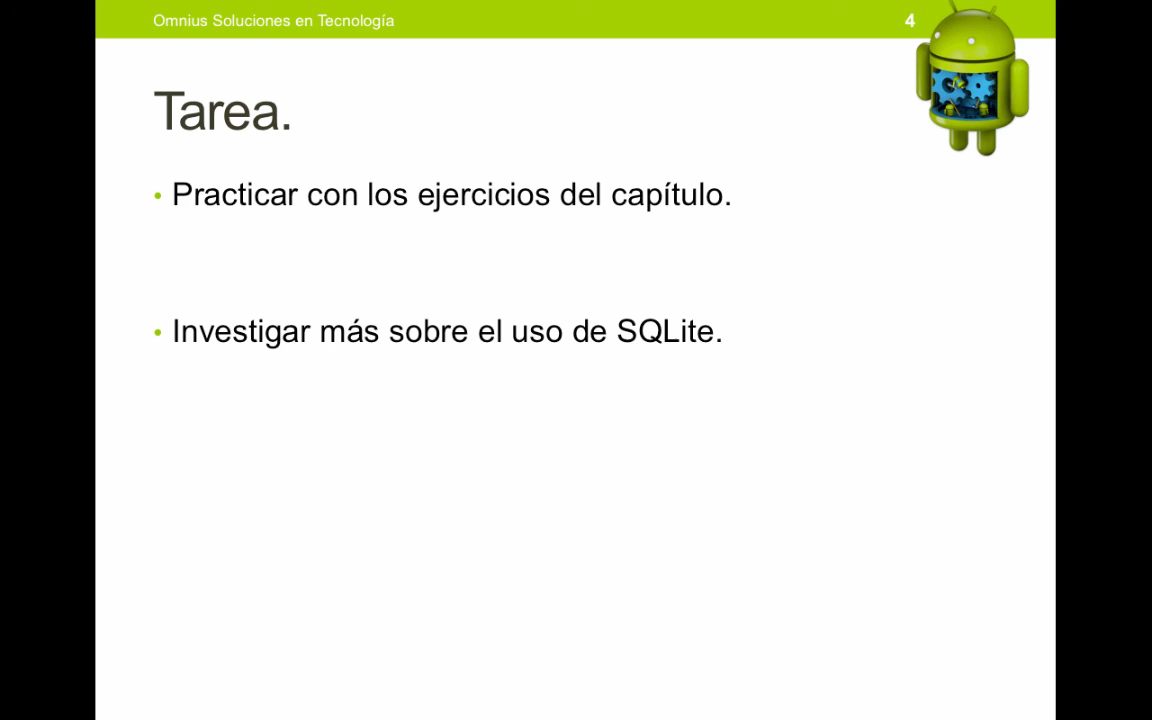 Omnius Soluciones en Tecnología
4
Tarea.
• Practicar con los ejercicios del capítulo.
• Investigar más sobre el uso de SQLite.